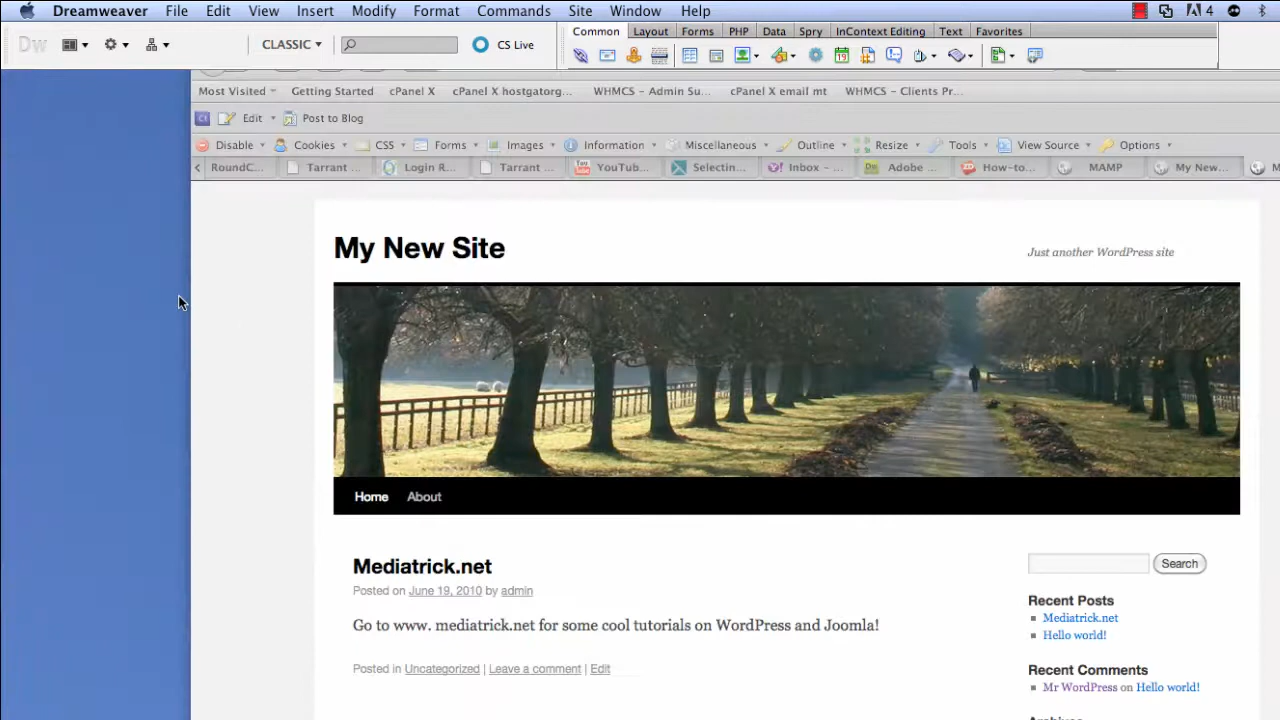 Dreamweaver File Edit View Insert Modify Format Commands Site Window Help 4
Dw CLASSIC CS Live
Common Layout Forms PHP Data Spry InContext Editing Text Favorites
Most Visited Getting Started cPanel X cPanel X hostgatorg... WHMCS - Admin Su... cPanel X email mt WHMCS - Clients Pr...
Edit Post to Blog
Disable Cookies CSS Forms Images Information Miscellaneous Outline Resize Tools View Source Options
RoundC... Tarrant ... Login R... Tarrant ... YouTub... Selectin... Inbox - ... Adobe ... How-to... MAMP My New...
My New Site
Just another WordPress site
Home About
Mediatrick.net
Posted on June 19, 2010 by admin
Go to www. mediatrick.net for some cool tutorials on WordPress and Joomla!
Posted in Uncategorized | Leave a comment | Edit
Search
Recent Posts
Mediatrick.net
Hello world!
Recent Comments
Mr WordPress on Hello world!